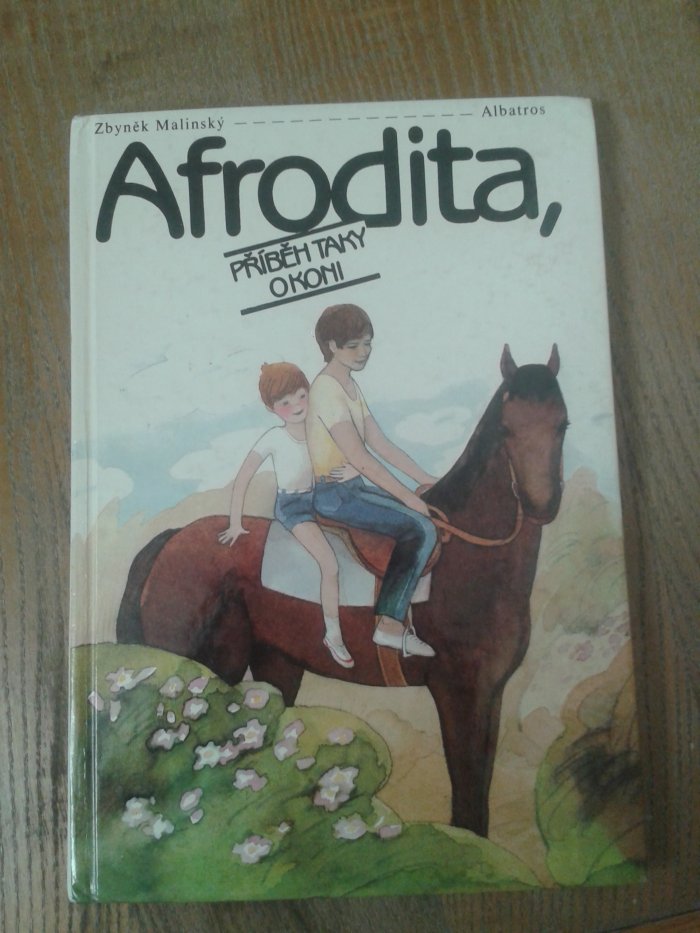 Zbyněk Malinský – – – – – – – – – – – – – – – Albatros
Afrodita,
PŘÍBĚH TAKY
O KONI